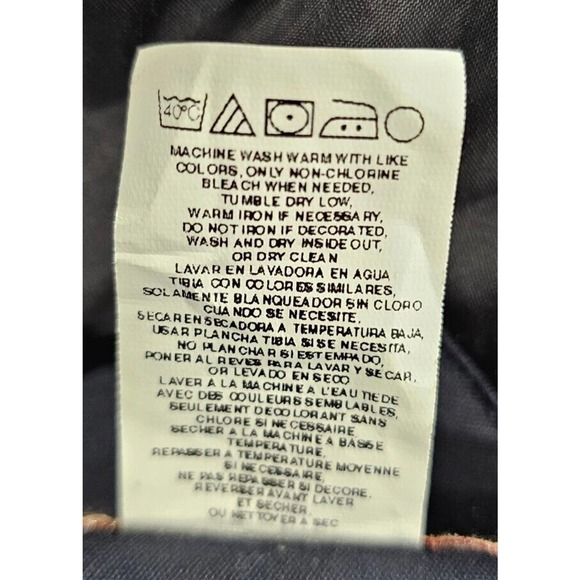 40°C
MACHINE WASH WARM WITH LIKE
COLORS, ONLY NON-CHLORINE
BLEACH WHEN NEEDED,
TUMBLE DRY LOW,
WARM IRON IF NECESSARY,
DO NOT IRON IF DECORATED,
WASH AND DRY INSIDE OUT,
OR DRY CLEAN
LAVAR EN LAVADORA EN AGUA
TIBIA CON COLORES SIMILARES,
SOLAMENTE BLANQUEADOR SIN CLORO
CUANDO SE NECESITE,
SECAR EN SECADORA A TEMPERATURA BAJA,
USAR PLANCHA TIBIA SI SE NECESITA,
NO PLANCHAR SI ESTEMPADO,
PONER AL REVES PARA LAVAR Y SECAR,
OR LEVADO EN SECO
LAVER A LA MACHINE A L'EAU TIEDE
AVEC DES COULEURS SEMBLABLES,
SEULEMENT DECOLORANT SANS
CHLORE SI NECESSAIRE
SECHER A LA MACHINE A BASSE
TEMPERATURE,
REPASSER A TEMPERATURE MOYENNE
SI NECESSAIRE,
NE PAS REPASSER SI DECORE,
REVERSER AVANT LAVER
ET SECHER,
OU NETTOYER A SEC